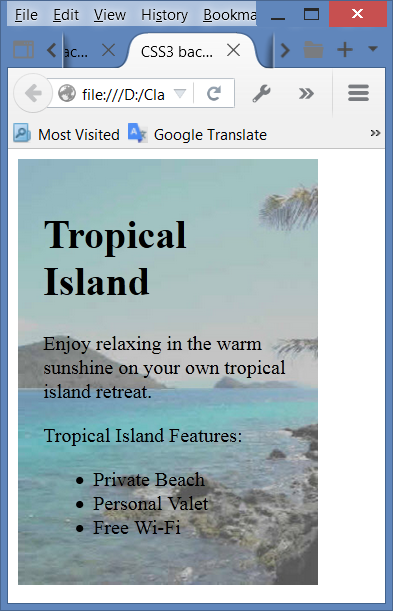 File Edit View History Bookma
ac... CSS3 bac...
file:///D:/Cla
Most Visited Google Translate
Tropical
Island
Enjoy relaxing in the warm
sunshine on your own tropical
island retreat.
Tropical Island Features:
Private Beach
Personal Valet
Free Wi-Fi